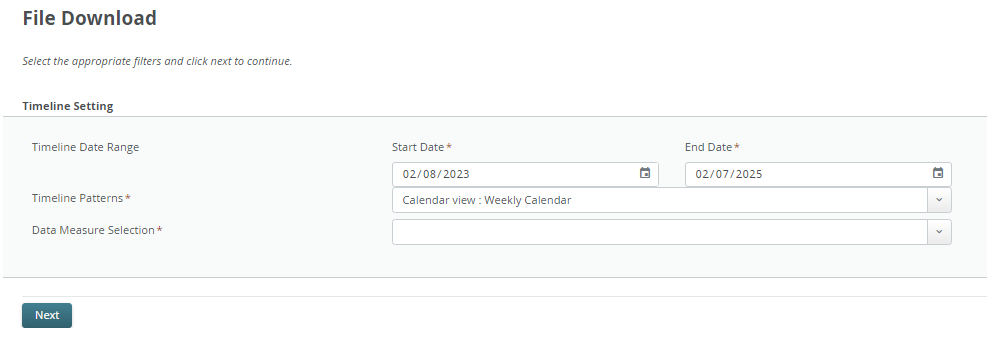 File Download
Select the appropriate filters and click next to continue.
Timeline Setting
Timeline Date Range
Start Date*
End Date*
02/08/2023
02/07/2025
Timeline Patterns*
Calendar view : Weekly Calendar
Data Measure Selection*
Next